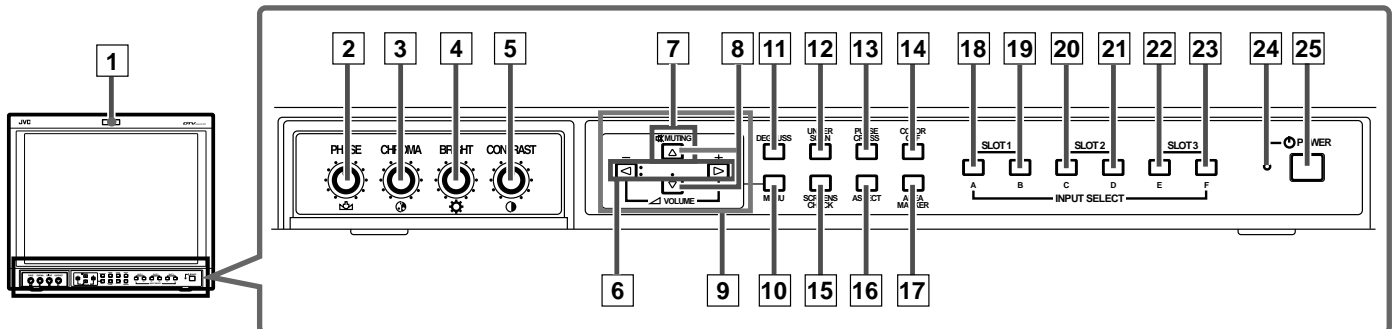 2 3 4 5 7 8 11 12 13 14 18 19 20 21 22 23 24 25
1
JVC
MUTING
PHASE CHROMA BRIGHT CONTRAST
DEGAUSS UNDER SCAN PULSE CROSS COLOR OFF
SLOT 1 SLOT 2 SLOT 3
POWER
− +
A B C D E F
INPUT SELECT
VOLUME
MENU SCREENS CHECK ASPECT AREA MARKER
6 9 10 15 16 17